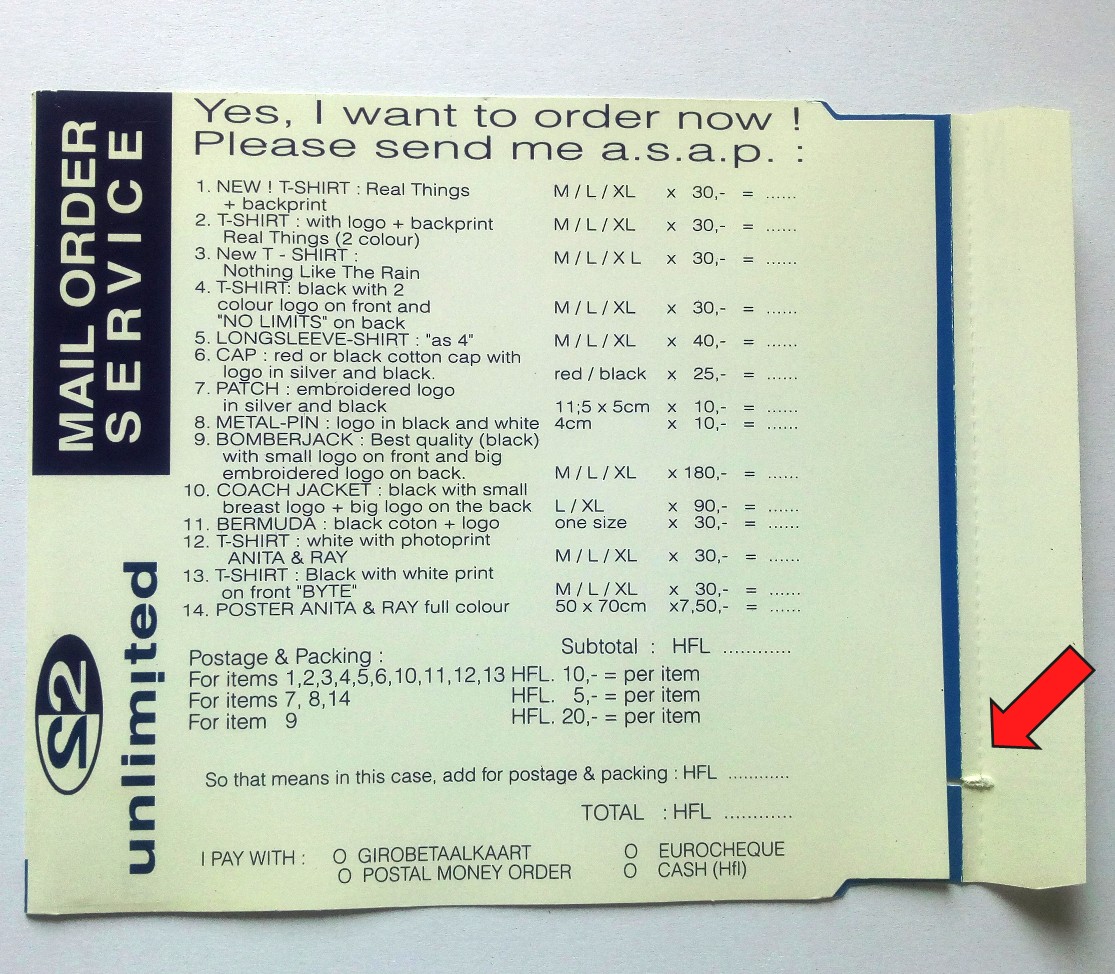 MAIL ORDER
SERVICE
Yes, I want to order now !
Please send me a.s.a.p. :
1. NEW ! T-SHIRT : Real Things M / L / XL x 30,- = ......
+ backprint
2. T-SHIRT : with logo + backprint M / L / XL x 30,- = ......
Real Things (2 colour)
3. New T - SHIRT : M / L / X L x 30,- = ......
Nothing Like The Rain
4. T-SHIRT: black with 2
colour logo on front and M / L / XL x 30,- = ......
"NO LIMITS" on back
5. LONGSLEEVE-SHIRT : "as 4" M / L / XL x 40,- = ......
6. CAP : red or black cotton cap with
logo in silver and black. red / black x 25,- = ......
7. PATCH : embroidered logo
in silver and black 11;5 x 5cm x 10,- = ......
8. METAL-PIN : logo in black and white 4cm x 10,- = ......
9. BOMBERJACK : Best quality (black)
with small logo on front and big
embroidered logo on back. M / L / XL x 180,- = ......
10. COACH JACKET : black with small
breast logo + big logo on the back L / XL x 90,- = ......
11. BERMUDA : black coton + logo one size x 30,- = ......
12. T-SHIRT : white with photoprint
ANITA & RAY M / L / XL x 30,- = ......
13. T-SHIRT : Black with white print
on front "BYTE" M / L / XL x 30,- = ......
14. POSTER ANITA & RAY full colour 50 x 70cm x7,50,- = ......
Subtotal : HFL ............
Postage & Packing :
For items 1,2,3,4,5,6,10,11,12,13 HFL. 10,- = per item
For items 7, 8,14 HFL. 5,- = per item
For item 9 HFL. 20,- = per item
So that means in this case, add for postage & packing : HFL ............
TOTAL : HFL ............
I PAY WITH : O GIROBETAALKAART O EUROCHEQUE
O POSTAL MONEY ORDER O CASH (Hfl)
2
unlimited